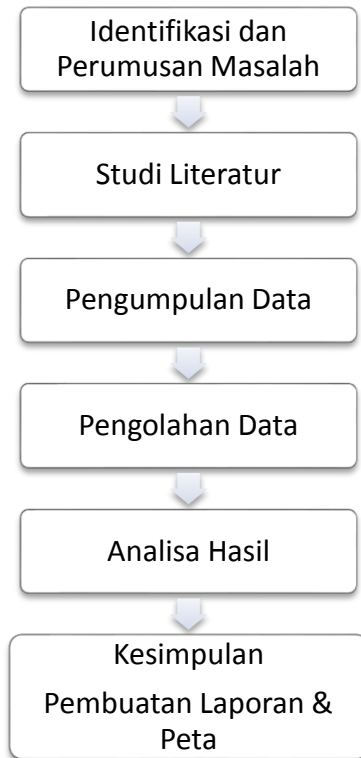 Identifikasi dan
Perumusan Masalah
Studi Literatur
Pengumpulan Data
Pengolahan Data
Analisa Hasil
Kesimpulan
Pembuatan Laporan &
Peta